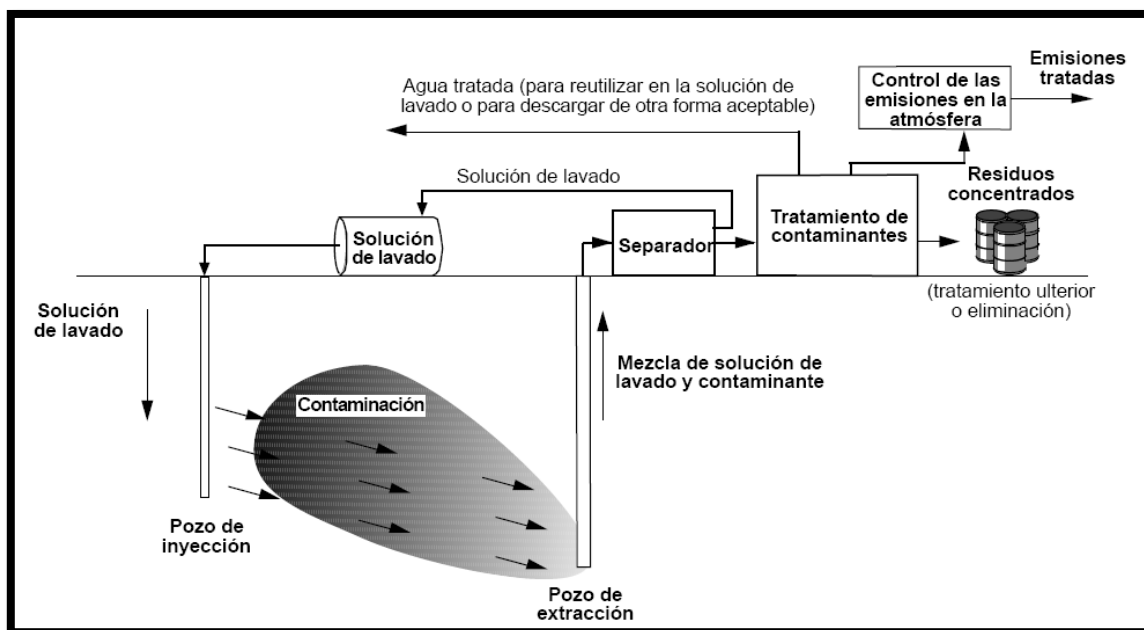 Emisiones
tratadas
Control de las
emisiones en la
atmósfera
Agua tratada (para reutilizar en la solución de
lavado o para descargar de otra forma aceptable)
Residuos
concentrados
Solución de lavado
Tratamiento de
contaminantes
Separador
Solución
de lavado
(tratamiento ulterior
o eliminación)
Solución
de lavado
Mezcla de solución de
lavado y contaminante
Contaminación
Pozo de
inyección
Pozo de
extracción